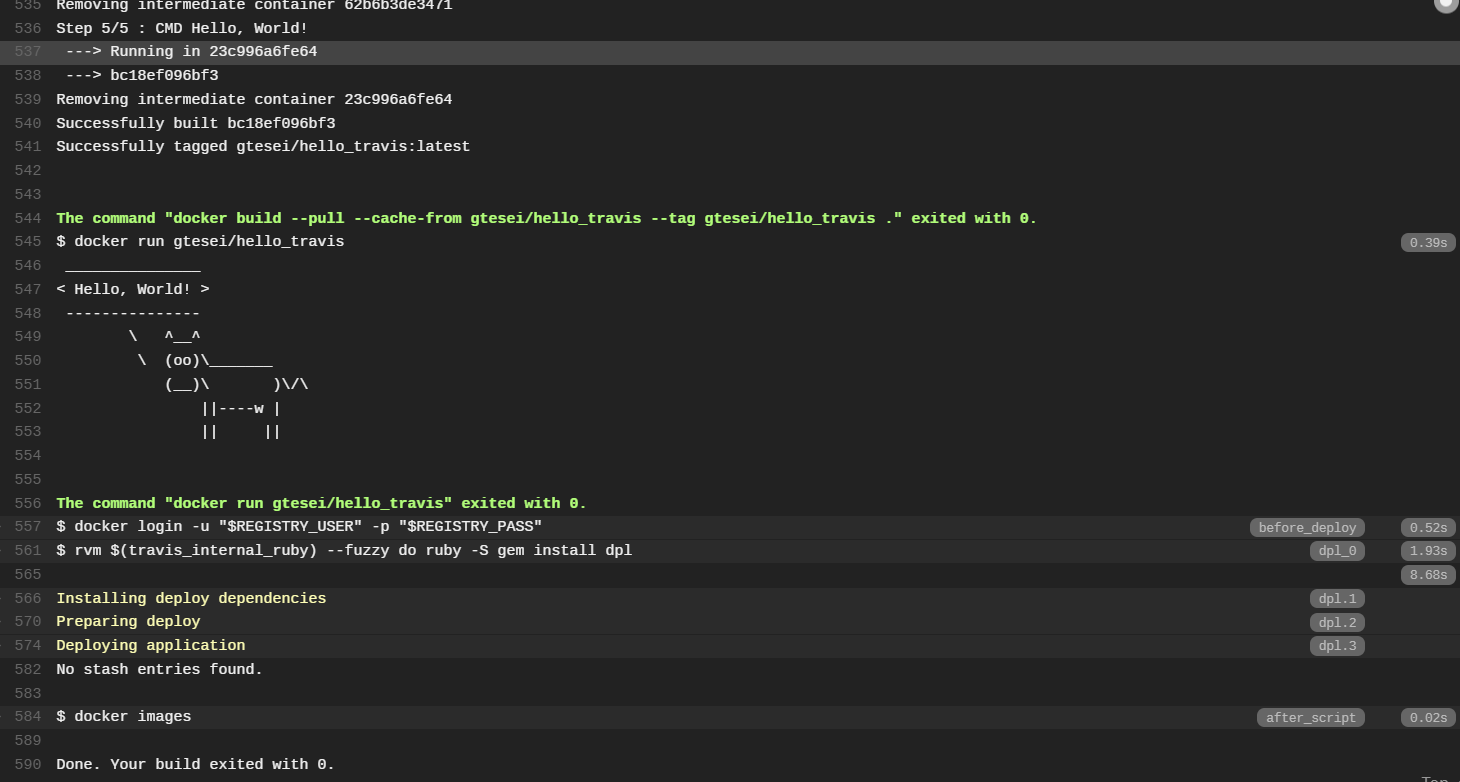 535 Removing intermediate container 62b6b3de3471
536 Step 5/5 : CMD Hello, World!
537  ---> Running in 23c996a6fe64
538  ---> bc18ef096bf3
539 Removing intermediate container 23c996a6fe64
540 Successfully built bc18ef096bf3
541 Successfully tagged gtesei/hello_travis:latest
542
543
544 The command "docker build --pull --cache-from gtesei/hello_travis --tag gtesei/hello_travis ." exited with 0.
545 $ docker run gtesei/hello_travis 0.39s
546  _______________
547 < Hello, World! >
548  ---------------
549         \   ^__^
550          \  (oo)\_______
551             (__)\       )\/\
552                 ||----w |
553                 ||     ||
554
555
556 The command "docker run gtesei/hello_travis" exited with 0.
557 $ docker login -u "$REGISTRY_USER" -p "$REGISTRY_PASS" before_deploy 0.52s
561 $ rvm $(travis_internal_ruby) --fuzzy do ruby -S gem install dpl dpl_0 1.93s
565 8.68s
566 Installing deploy dependencies dpl.1
570 Preparing deploy dpl.2
574 Deploying application dpl.3
582 No stash entries found.
583
584 $ docker images after_script 0.02s
589
590 Done. Your build exited with 0.
Top